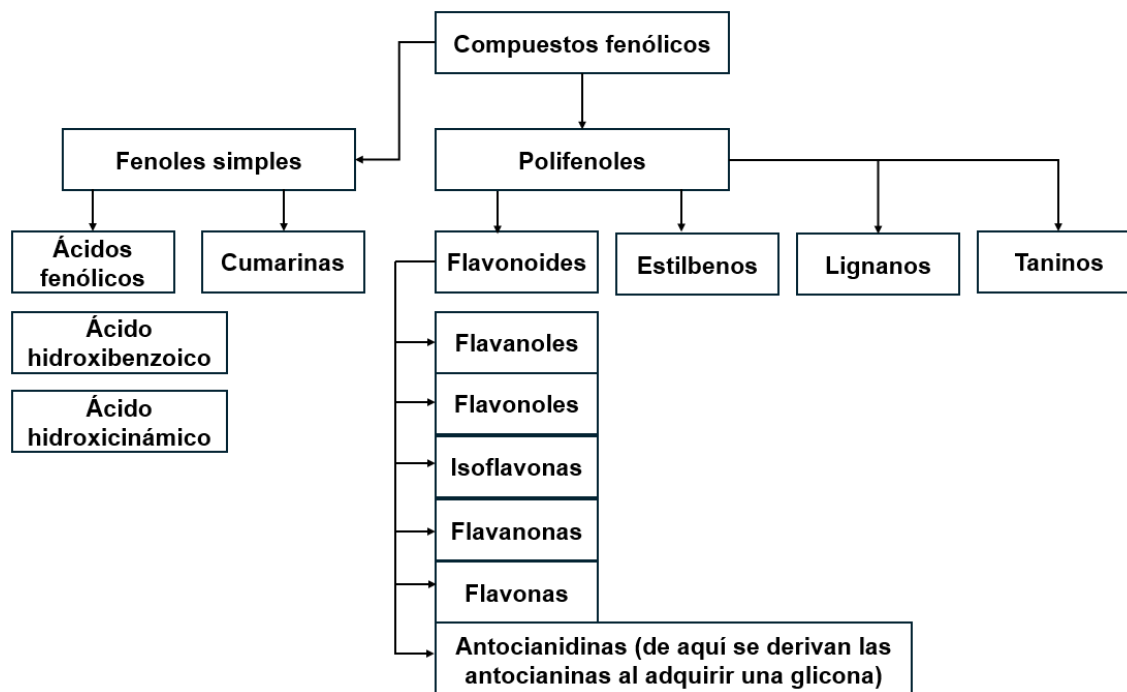 Compuestos fenólicos
Fenoles simples
Polifenoles
Ácidos
fenólicos
Cumarinas
Flavonoides
Estilbenos
Lignanos
Taninos
Ácido
hidroxibenzoico
Ácido
hidroxicinámico
Flavanoles
Flavonoles
Isoflavonas
Flavanonas
Flavonas
Antocianidinas (de aquí se derivan las
antocianinas al adquirir una glicona)